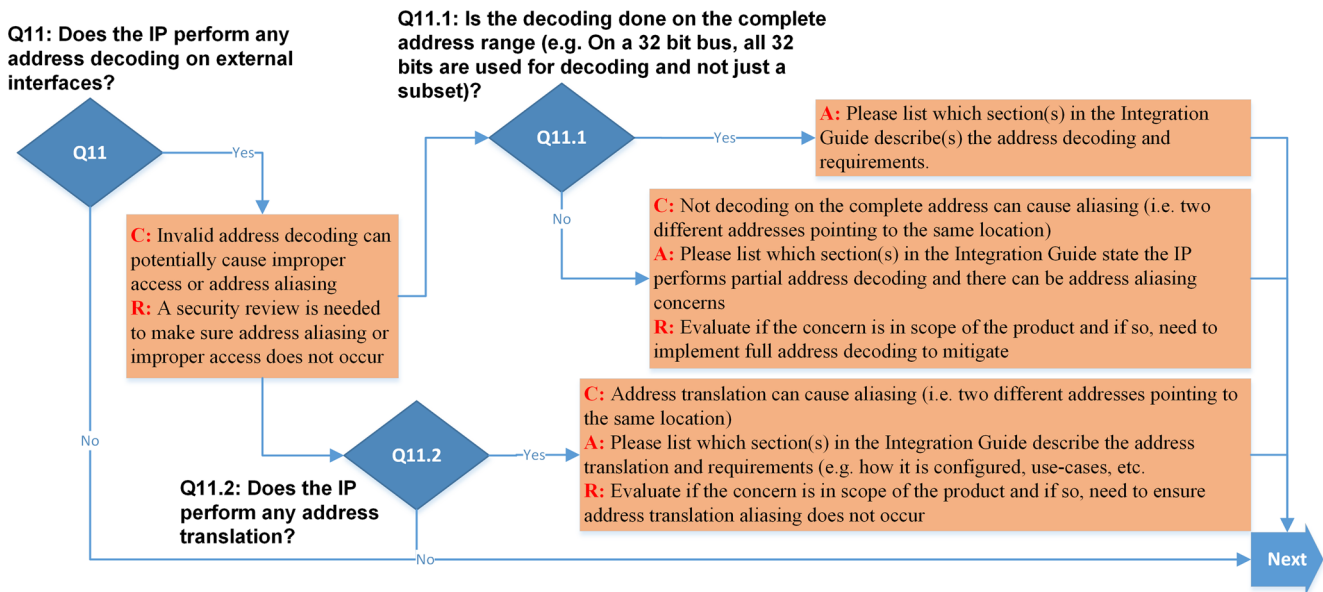 Q11: Does the IP perform any
address decoding on external
interfaces?
Q11
Yes
C: Invalid address decoding can
potentially cause improper
access or address aliasing
R: A security review is needed
to make sure address aliasing or
improper access does not occur
Q11.1: Is the decoding done on the complete
address range (e.g. On a 32 bit bus, all 32
bits are used for decoding and not just a
subset)?
Q11.1
Yes
A: Please list which section(s) in the Integration
Guide describe(s) the address decoding and
requirements.
No
C: Not decoding on the complete address can cause aliasing (i.e. two
different addresses pointing to the same location)
A: Please list which section(s) in the Integration Guide state the IP
performs partial address decoding and there can be address aliasing
concerns
R: Evaluate if the concern is in scope of the product and if so, need to
implement full address decoding to mitigate
Q11.2: Does the IP
perform any address
translation?
Q11.2
Yes
C: Address translation can cause aliasing (i.e. two different addresses pointing to
the same location)
A: Please list which section(s) in the Integration Guide describe the address
translation and requirements (e.g. how it is configured, use-cases, etc.
R: Evaluate if the concern is in scope of the product and if so, need to ensure
address translation aliasing does not occur
No
No
Next